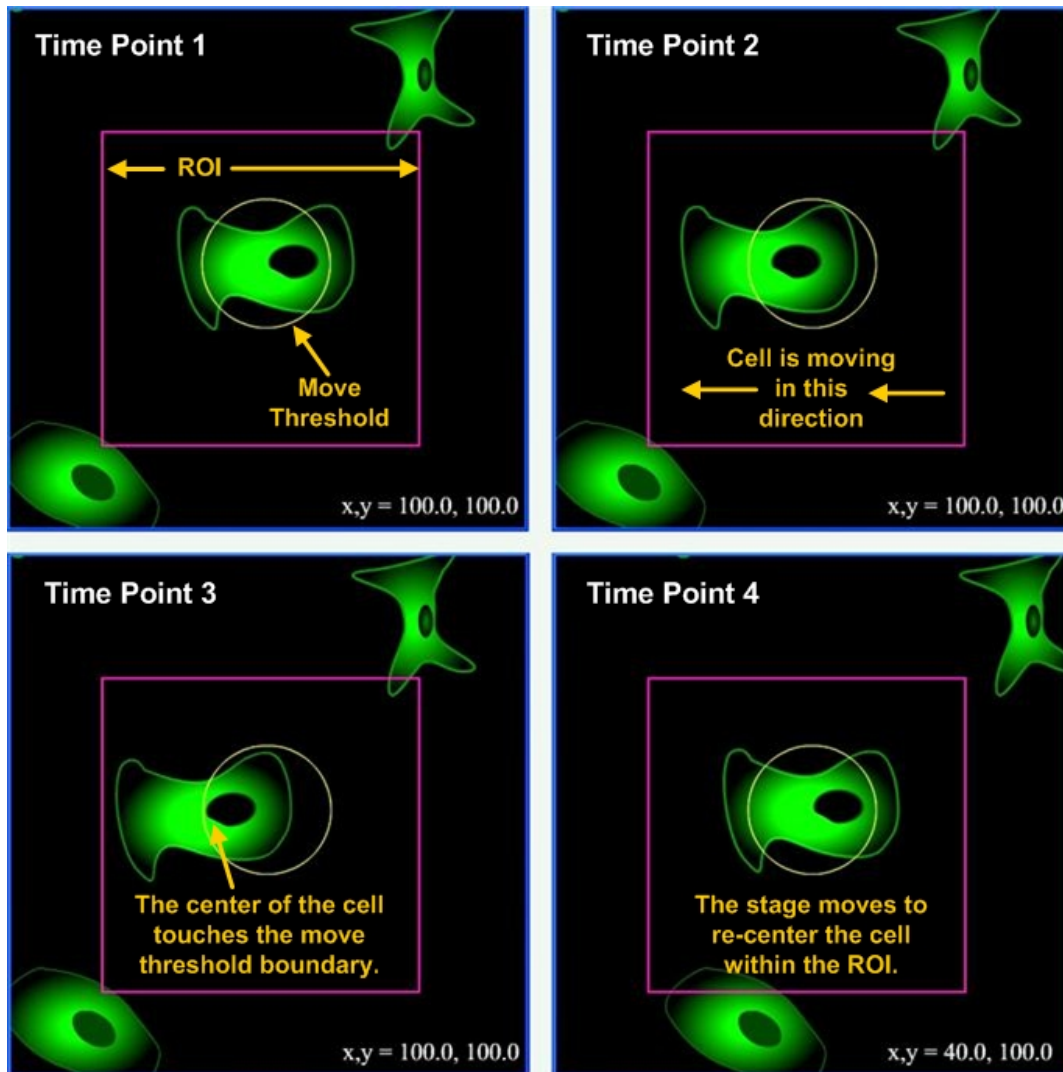 Time Point 1
ROI
Move
Threshold
x,y = 100.0, 100.0
Time Point 2
Cell is moving
in this
direction
x,y = 100.0, 100.0
Time Point 3
The center of the cell
touches the move
threshold boundary.
x,y = 100.0, 100.0
Time Point 4
The stage moves to
re-center the cell
within the ROI.
x,y = 40.0, 100.0